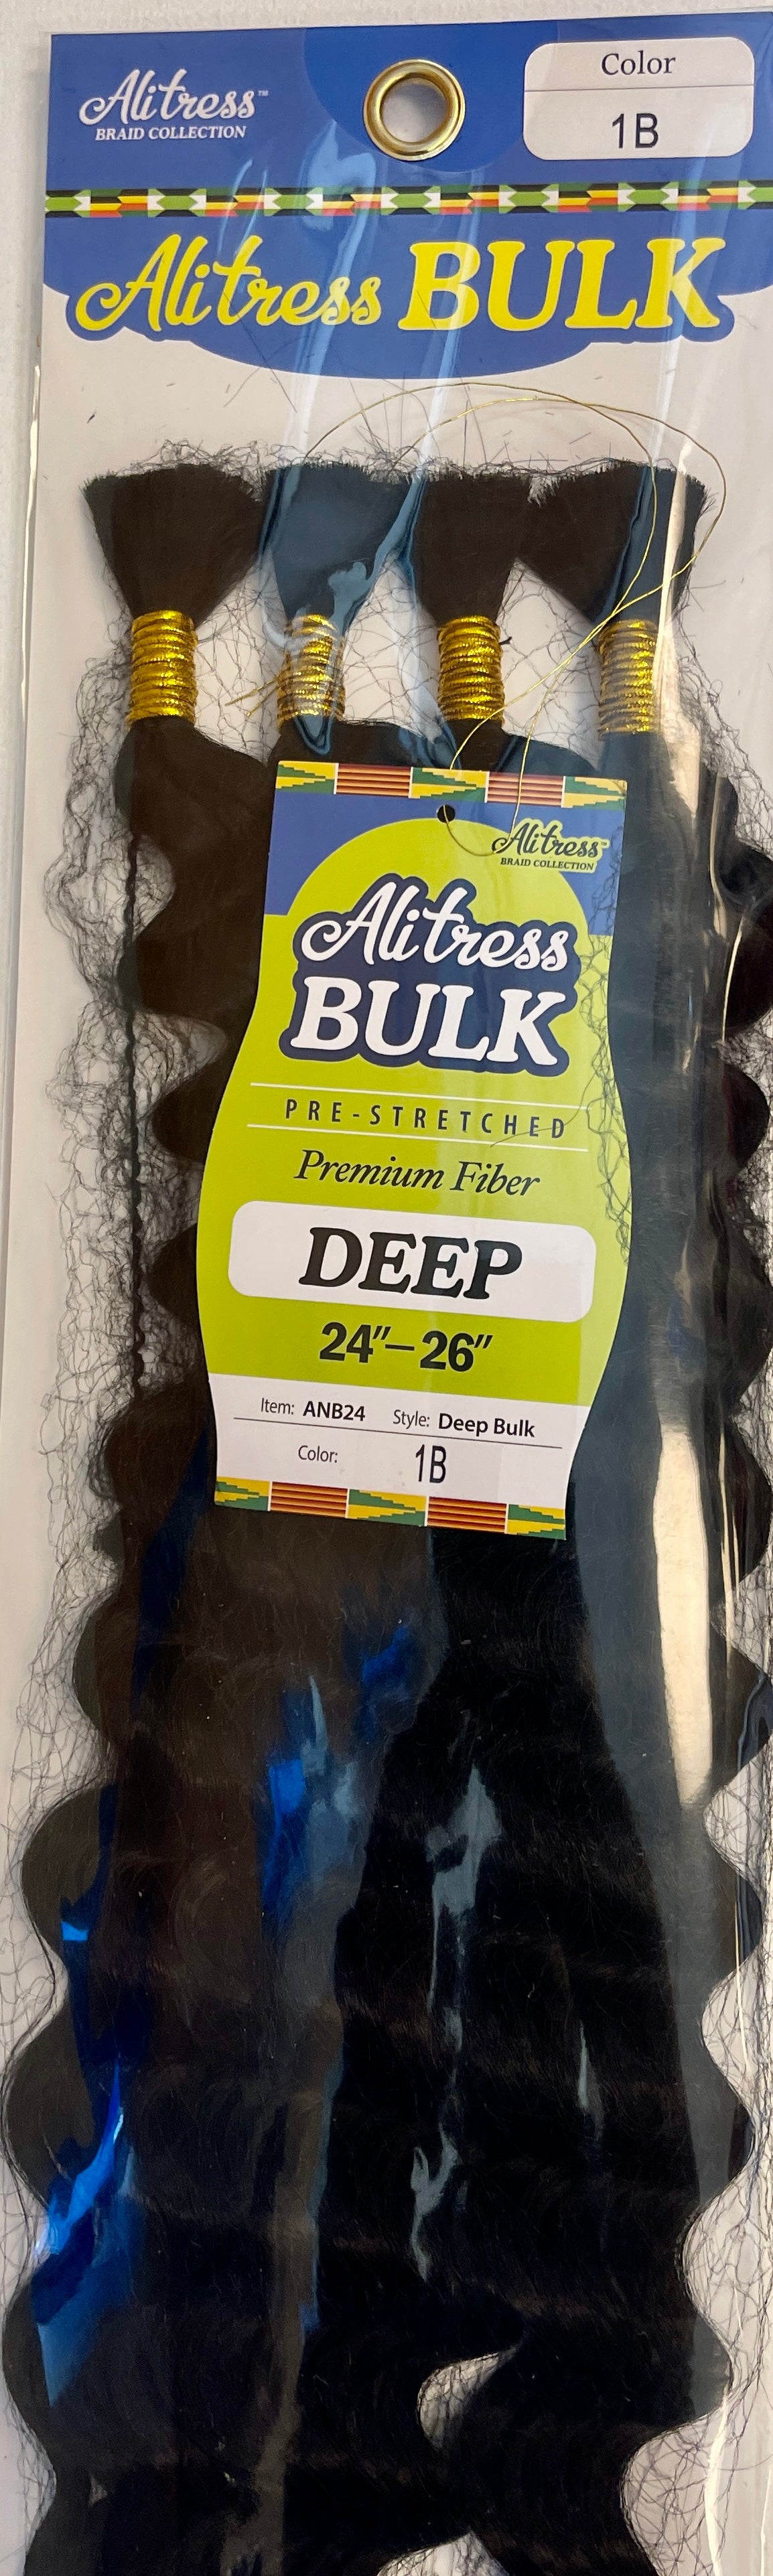 Alitress™
BRAID COLLECTION
Color
1B
Alitress BULK
Alitress™
BRAID COLLECTION
Alitress
BULK
PRE-STRETCHED
Premium Fiber
DEEP
24"–26"
Item: ANB24 Style: Deep Bulk
Color: 1B